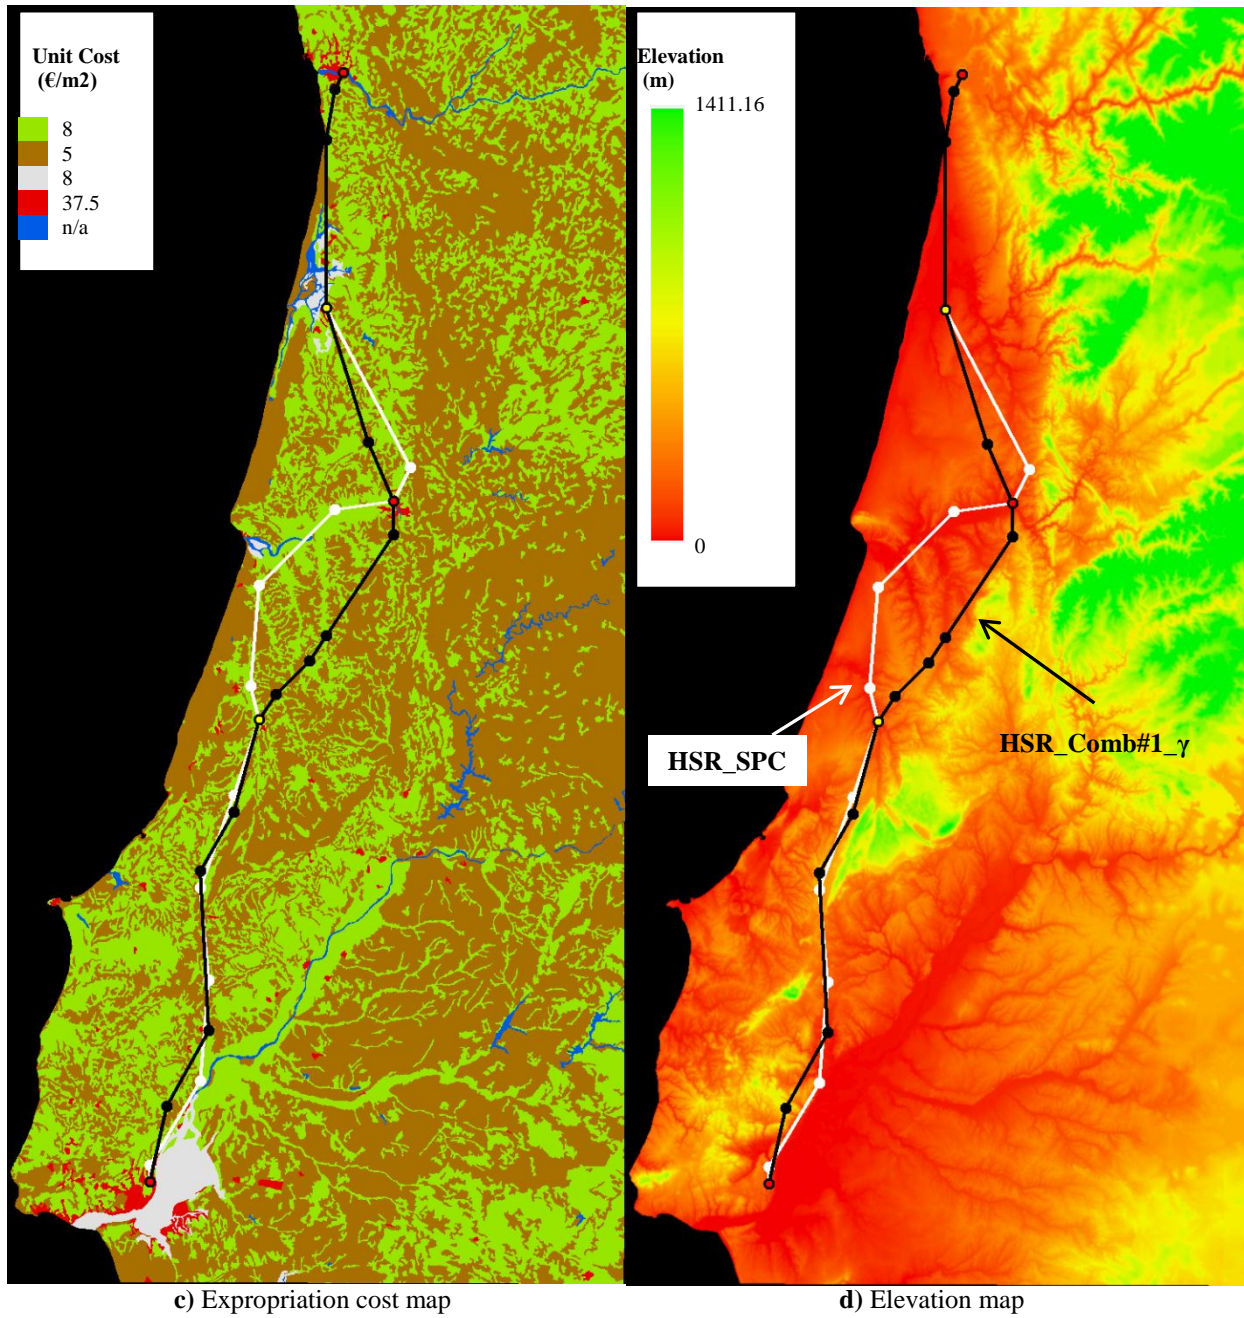 Unit Cost
(€/m2)
8
5
8
37.5
n/a
Elevation
(m)
1411.16
0
HSR_SPC
HSR_Comb#1_γ
c) Expropriation cost map
d) Elevation map